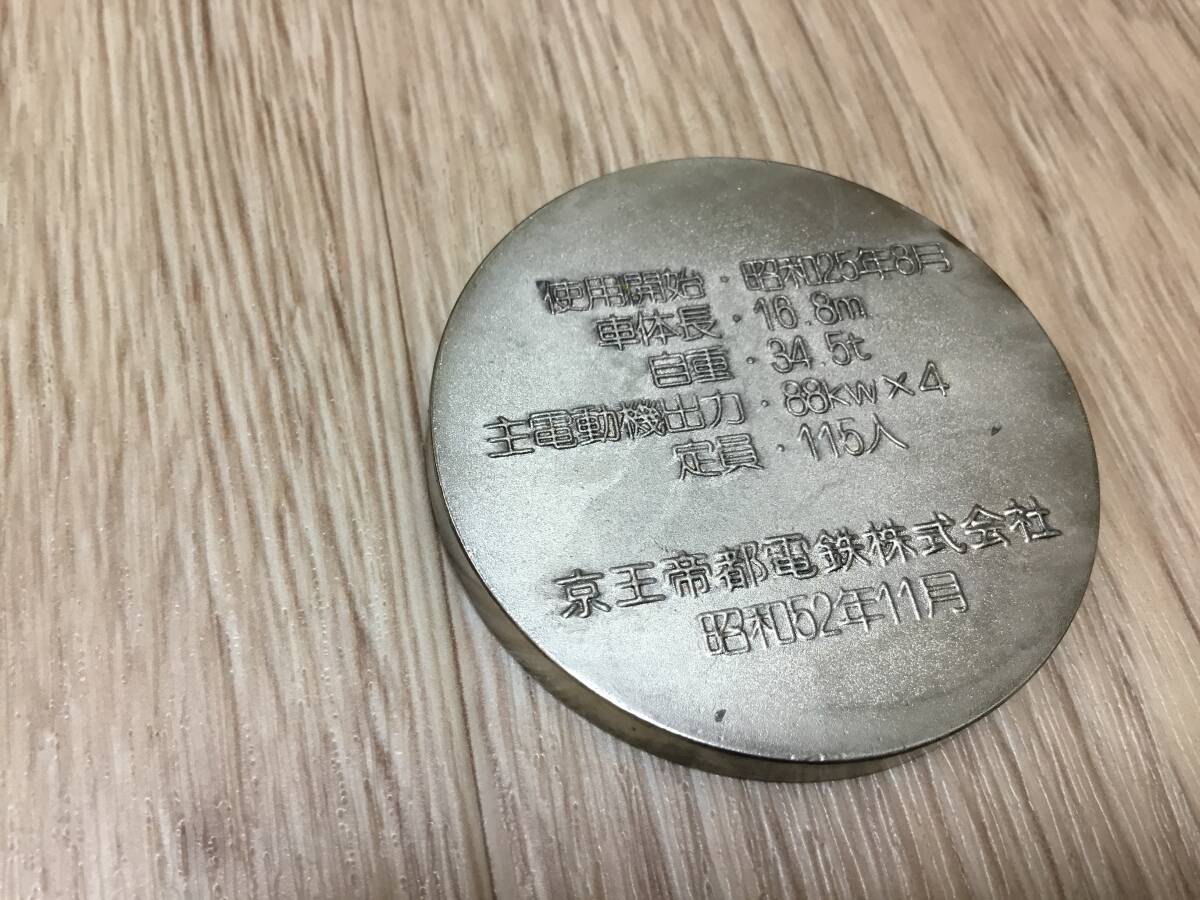 使用開始・昭和25年8月
車体長・16.8m
自重・34.5t
主電動機出力・88kw×4
定員・115人
京王帝都電鉄株式会社
昭和52年11月